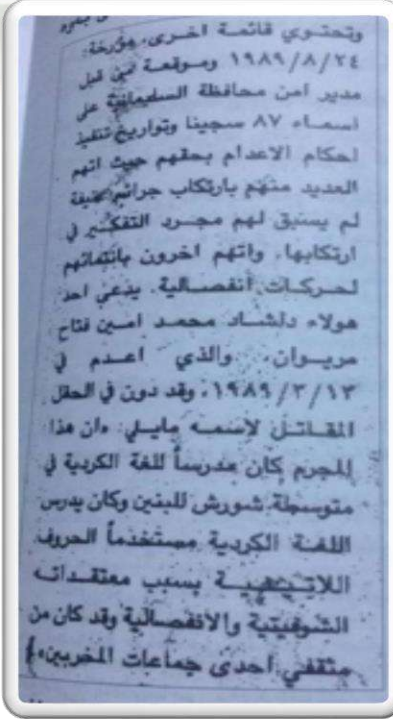 وتحتوي قائمة اخرى، مؤرخة:
١٩٨٩/٨/٢٤ وموقعة من قبل
مدير امن محافظة السليمانية على
اسماء ٨٧ سجينا وتواريخ تنفيذ
احكام الاعدام بحقهم حيث اتهم
العديد منهم بارتكاب جرائم عنيفة
لم يسبق لهم مجرد التفكير في
ارتكابها. واتهم اخرون بانتمائهم
لحركات انفصالية. يدعى احد
هولاء دلشاد محمد امين فتاح
مريوان، والذي اعدم في
١٩٨٩/٣/١٣، وقد دون في الحقل
المقابل لاسمه مايلي: «ان هذا
المجرم كان مدرساً للغة الكردية في
متوسطة شورش للبنين وكان يدرس
اللغة الكردية مستخدماً الحروف
اللاتينية بسبب معتقداته
الشوفينية والانفصالية وقد كان من
مثقفي احدى جماعات المخربين»